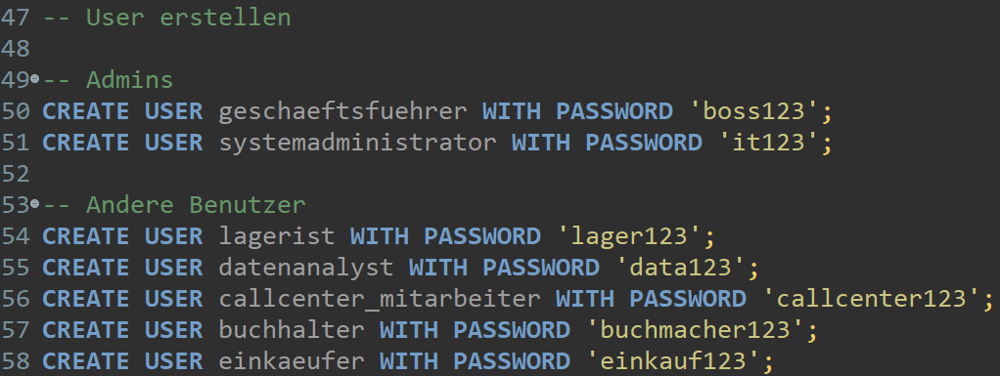 47 -- User erstellen
48
49 -- Admins
50 CREATE USER geschaeftsfuehrer WITH PASSWORD 'boss123';
51 CREATE USER systemadministrator WITH PASSWORD 'it123';
52
53 -- Andere Benutzer
54 CREATE USER lagerist WITH PASSWORD 'lager123';
55 CREATE USER datenanalyst WITH PASSWORD 'data123';
56 CREATE USER callcenter_mitarbeiter WITH PASSWORD 'callcenter123';
57 CREATE USER buchhalter WITH PASSWORD 'buchmacher123';
58 CREATE USER einkaeufer WITH PASSWORD 'einkauf123';